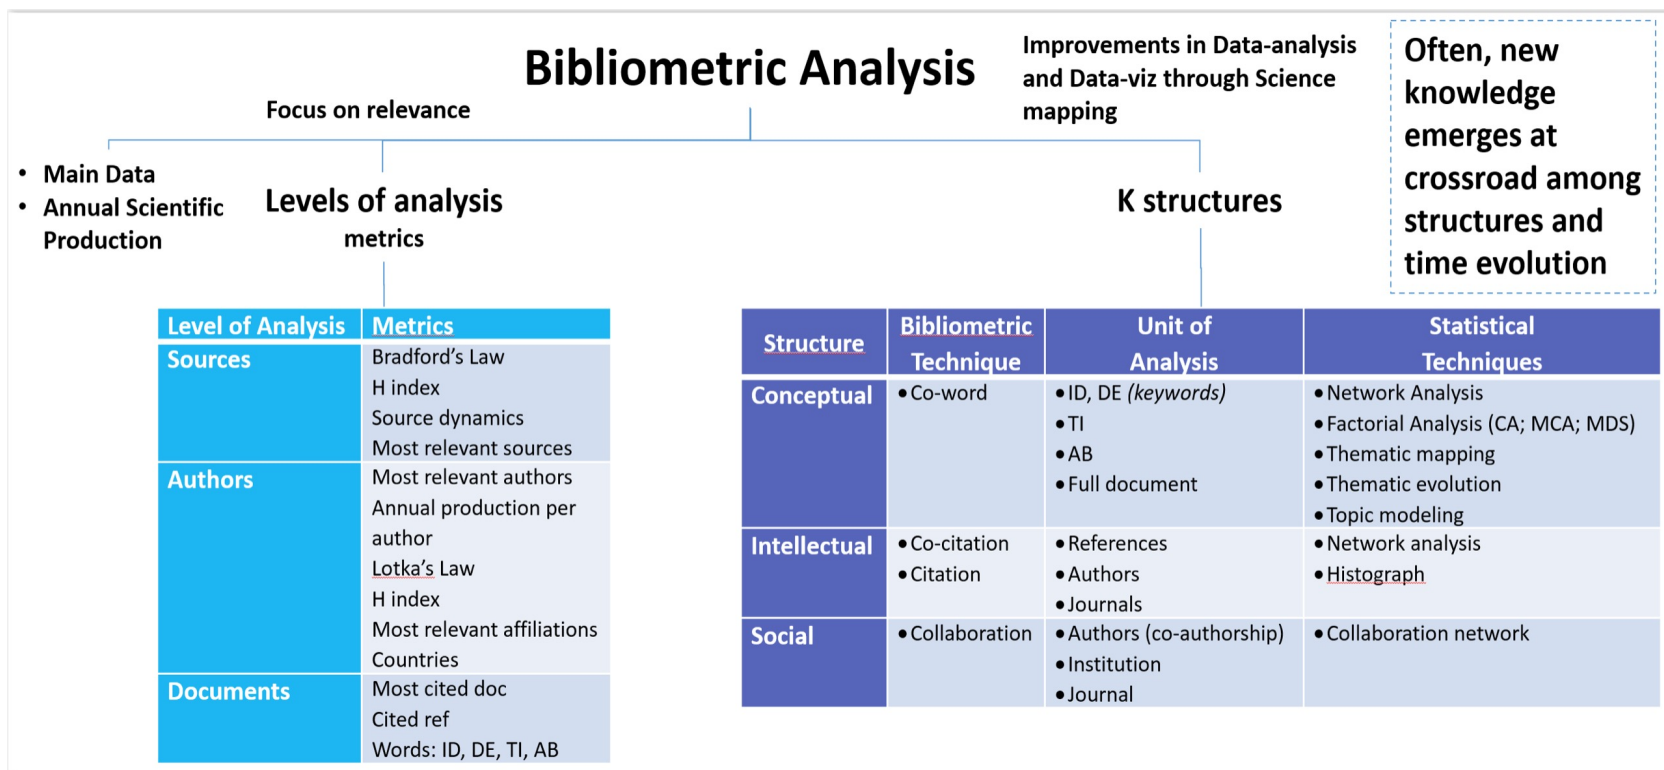 Bibliometric Analysis
Improvements in Data-analysis
and Data-viz through Science
mapping
Often, new
knowledge
emerges at
crossroad among
structures and
time evolution
Focus on relevance
• Main Data
• Annual Scientific
Production
Levels of analysis
metrics
K structures
Level of Analysis Metrics
Sources Bradford's Law
H index
Source dynamics
Most relevant sources
Authors Most relevant authors
Annual production per
author
Lotka's Law
H index
Most relevant affiliations
Countries
Documents Most cited doc
Cited ref
Words: ID, DE, TI, AB
Structure
Bibliometric
Technique
Unit of
Analysis
Statistical
Techniques
Conceptual
• Co-word
• ID, DE (keywords)
• TI
• AB
• Full document
• Network Analysis
• Factorial Analysis (CA; MCA; MDS)
• Thematic mapping
• Thematic evolution
• Topic modeling
Intellectual
• Co-citation
• Citation
• References
• Authors
• Journals
• Network analysis
• Histograph
Social
• Collaboration
• Authors (co-authorship)
• Institution
• Journal
• Collaboration network